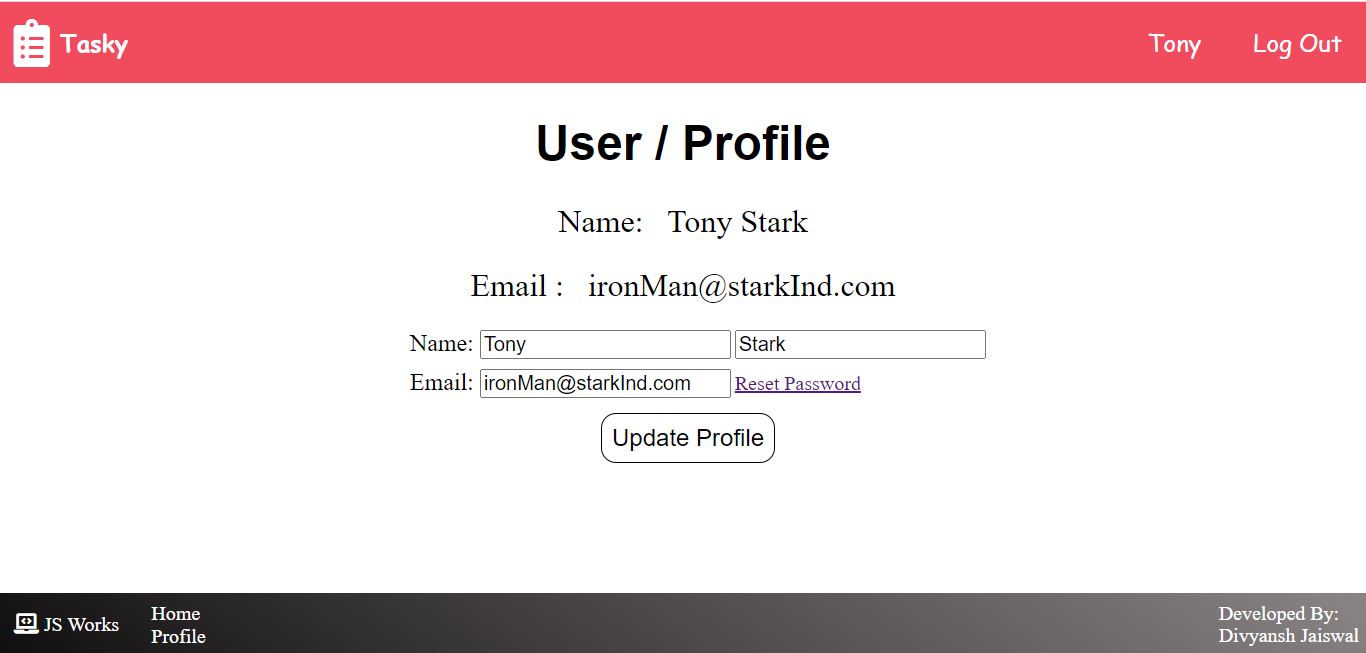 Tasky
Tony
Log Out
User / Profile
Name: Tony Stark
Email : ironMan@starkInd.com
Name: Tony Stark
Email: ironMan@starkInd.com Reset Password
Update Profile
JS Works
Home
Profile
Developed By:
Divyansh Jaiswal